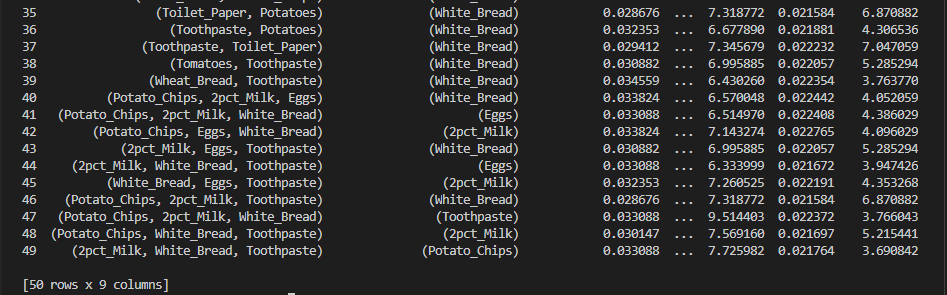 35 (Toilet_Paper, Potatoes) (White_Bread) 0.028676 ... 7.318772 0.021584 6.870882
36 (Toothpaste, Potatoes) (White_Bread) 0.032353 ... 6.677890 0.021881 4.306536
37 (Toothpaste, Toilet_Paper) (White_Bread) 0.029412 ... 7.345679 0.022232 7.047059
38 (Tomatoes, Toothpaste) (White_Bread) 0.030882 ... 6.995885 0.022057 5.285294
39 (Wheat_Bread, Toothpaste) (White_Bread) 0.034559 ... 6.430260 0.022354 3.763770
40 (Potato_Chips, 2pct_Milk, Eggs) (White_Bread) 0.033824 ... 6.570048 0.022442 4.052059
41 (Potato_Chips, 2pct_Milk, White_Bread) (Eggs) 0.033088 ... 6.514970 0.022408 4.386029
42 (Potato_Chips, Eggs, White_Bread) (2pct_Milk) 0.033824 ... 7.143274 0.022765 4.096029
43 (2pct_Milk, Eggs, Toothpaste) (White_Bread) 0.030882 ... 6.995885 0.022057 5.285294
44 (2pct_Milk, White_Bread, Toothpaste) (Eggs) 0.033088 ... 6.333999 0.021672 3.947426
45 (White_Bread, Eggs, Toothpaste) (2pct_Milk) 0.032353 ... 7.260525 0.022191 4.353268
46 (Potato_Chips, 2pct_Milk, Toothpaste) (White_Bread) 0.028676 ... 7.318772 0.021584 6.870882
47 (Potato_Chips, 2pct_Milk, White_Bread) (Toothpaste) 0.033088 ... 9.514403 0.022372 3.766043
48 (Potato_Chips, White_Bread, Toothpaste) (2pct_Milk) 0.030147 ... 7.569160 0.021697 5.215441
49 (2pct_Milk, White_Bread, Toothpaste) (Potato_Chips) 0.033088 ... 7.725982 0.021764 3.690842
[50 rows x 9 columns]